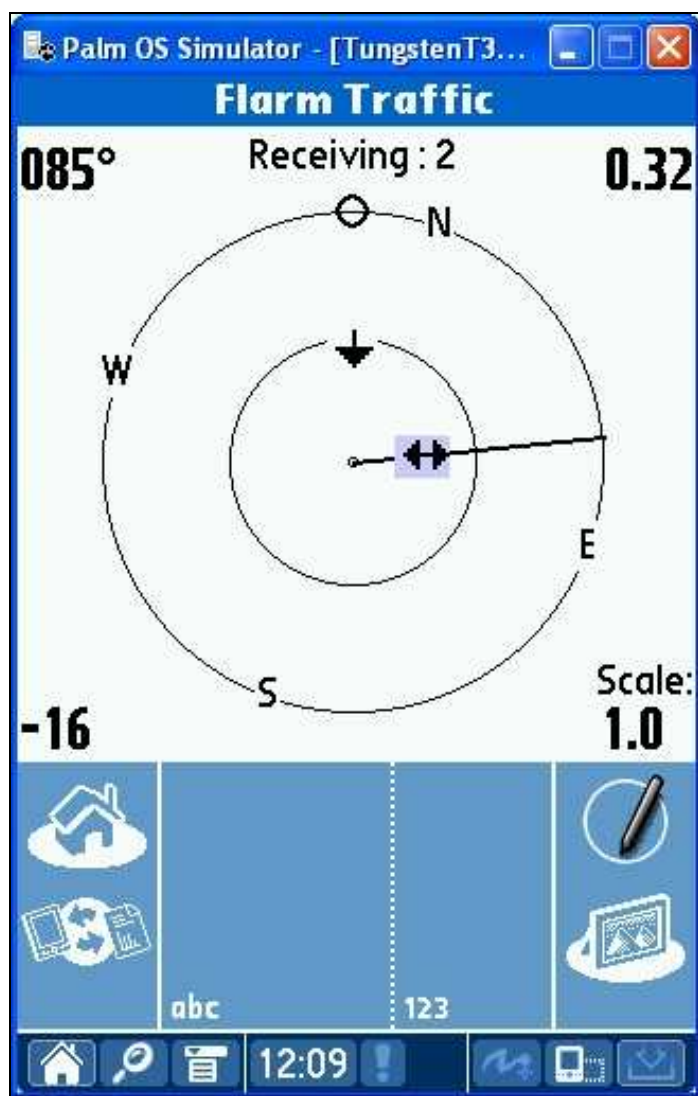 Palm OS Simulator - [TungstenT3...
Flarm Traffic
085° Receiving : 2 0.32
N
W
E
S
Scale:
-16 1.0
abc 123
12:09